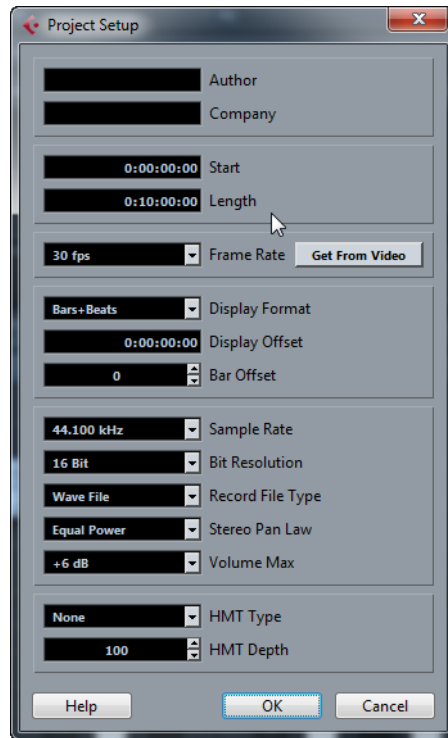 Project Setup
Author
Company
0:00:00:00 Start
0:10:00:00 Length
30 fps Frame Rate Get From Video
Bars+Beats Display Format
0:00:00:00 Display Offset
0 Bar Offset
44.100 kHz Sample Rate
16 Bit Bit Resolution
Wave File Record File Type
Equal Power Stereo Pan Law
+6 dB Volume Max
None HMT Type
100 HMT Depth
Help OK Cancel